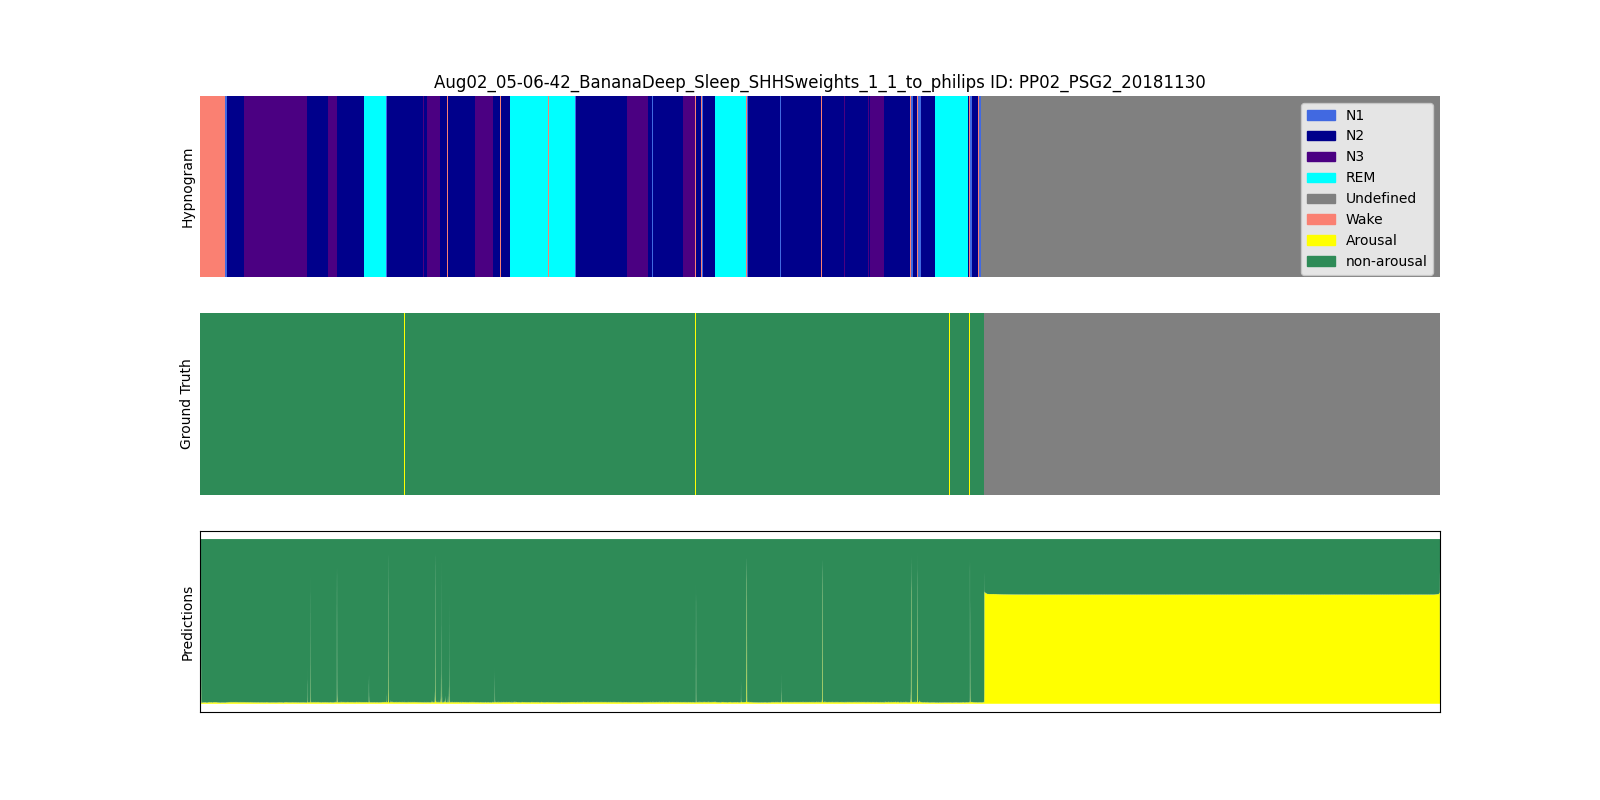 Aug02_05-06-42_BananaDeep_Sleep_SHHSweights_1_1_to_philips ID: PP02_PSG2_20181130
Hypnogram
N1
N2
N3
REM
Undefined
Wake
Arousal
non-arousal
Ground Truth
Predictions